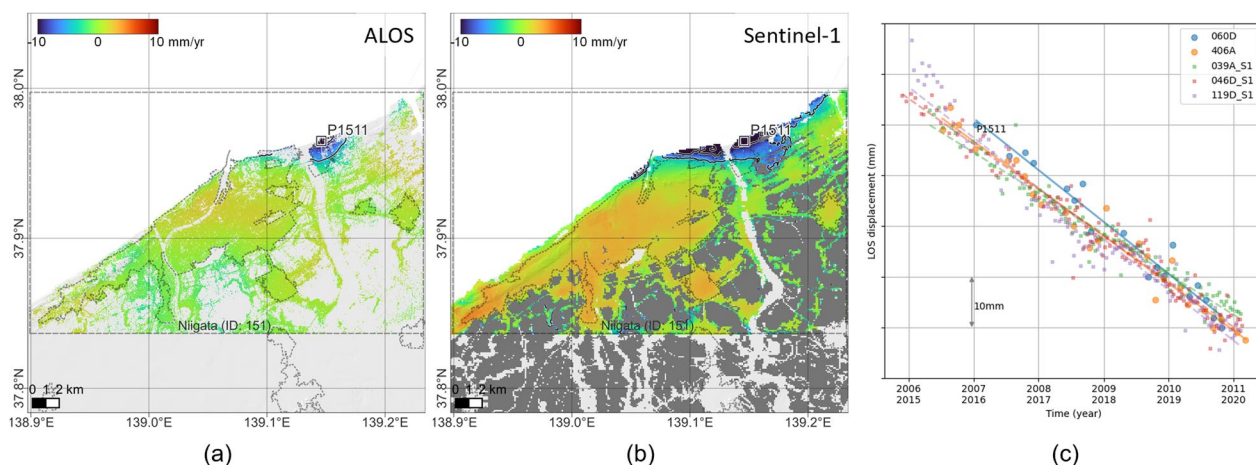 -10 0 10 mm/yr
ALOS
38.0°N
37.9°N
37.8°N
P1511
Niigata (ID: 151)
0 1 2 km
138.9°E 139.0°E 139.1°E 139.2°E
(a)
-10 0 10 mm/yr
Sentinel-1
38.0°N
37.9°N
37.8°N
P1511
Niigata (ID: 151)
0 1 2 km
138.9°E 139.0°E 139.1°E 139.2°E
(b)
060D
406A
039A_S1
046D_S1
119D_S1
P1511
10mm
LOS displacement (mm)
2006 2007 2008 2009 2010 2011
2015 2016 2017 2018 2019 2020
Time (year)
(c)